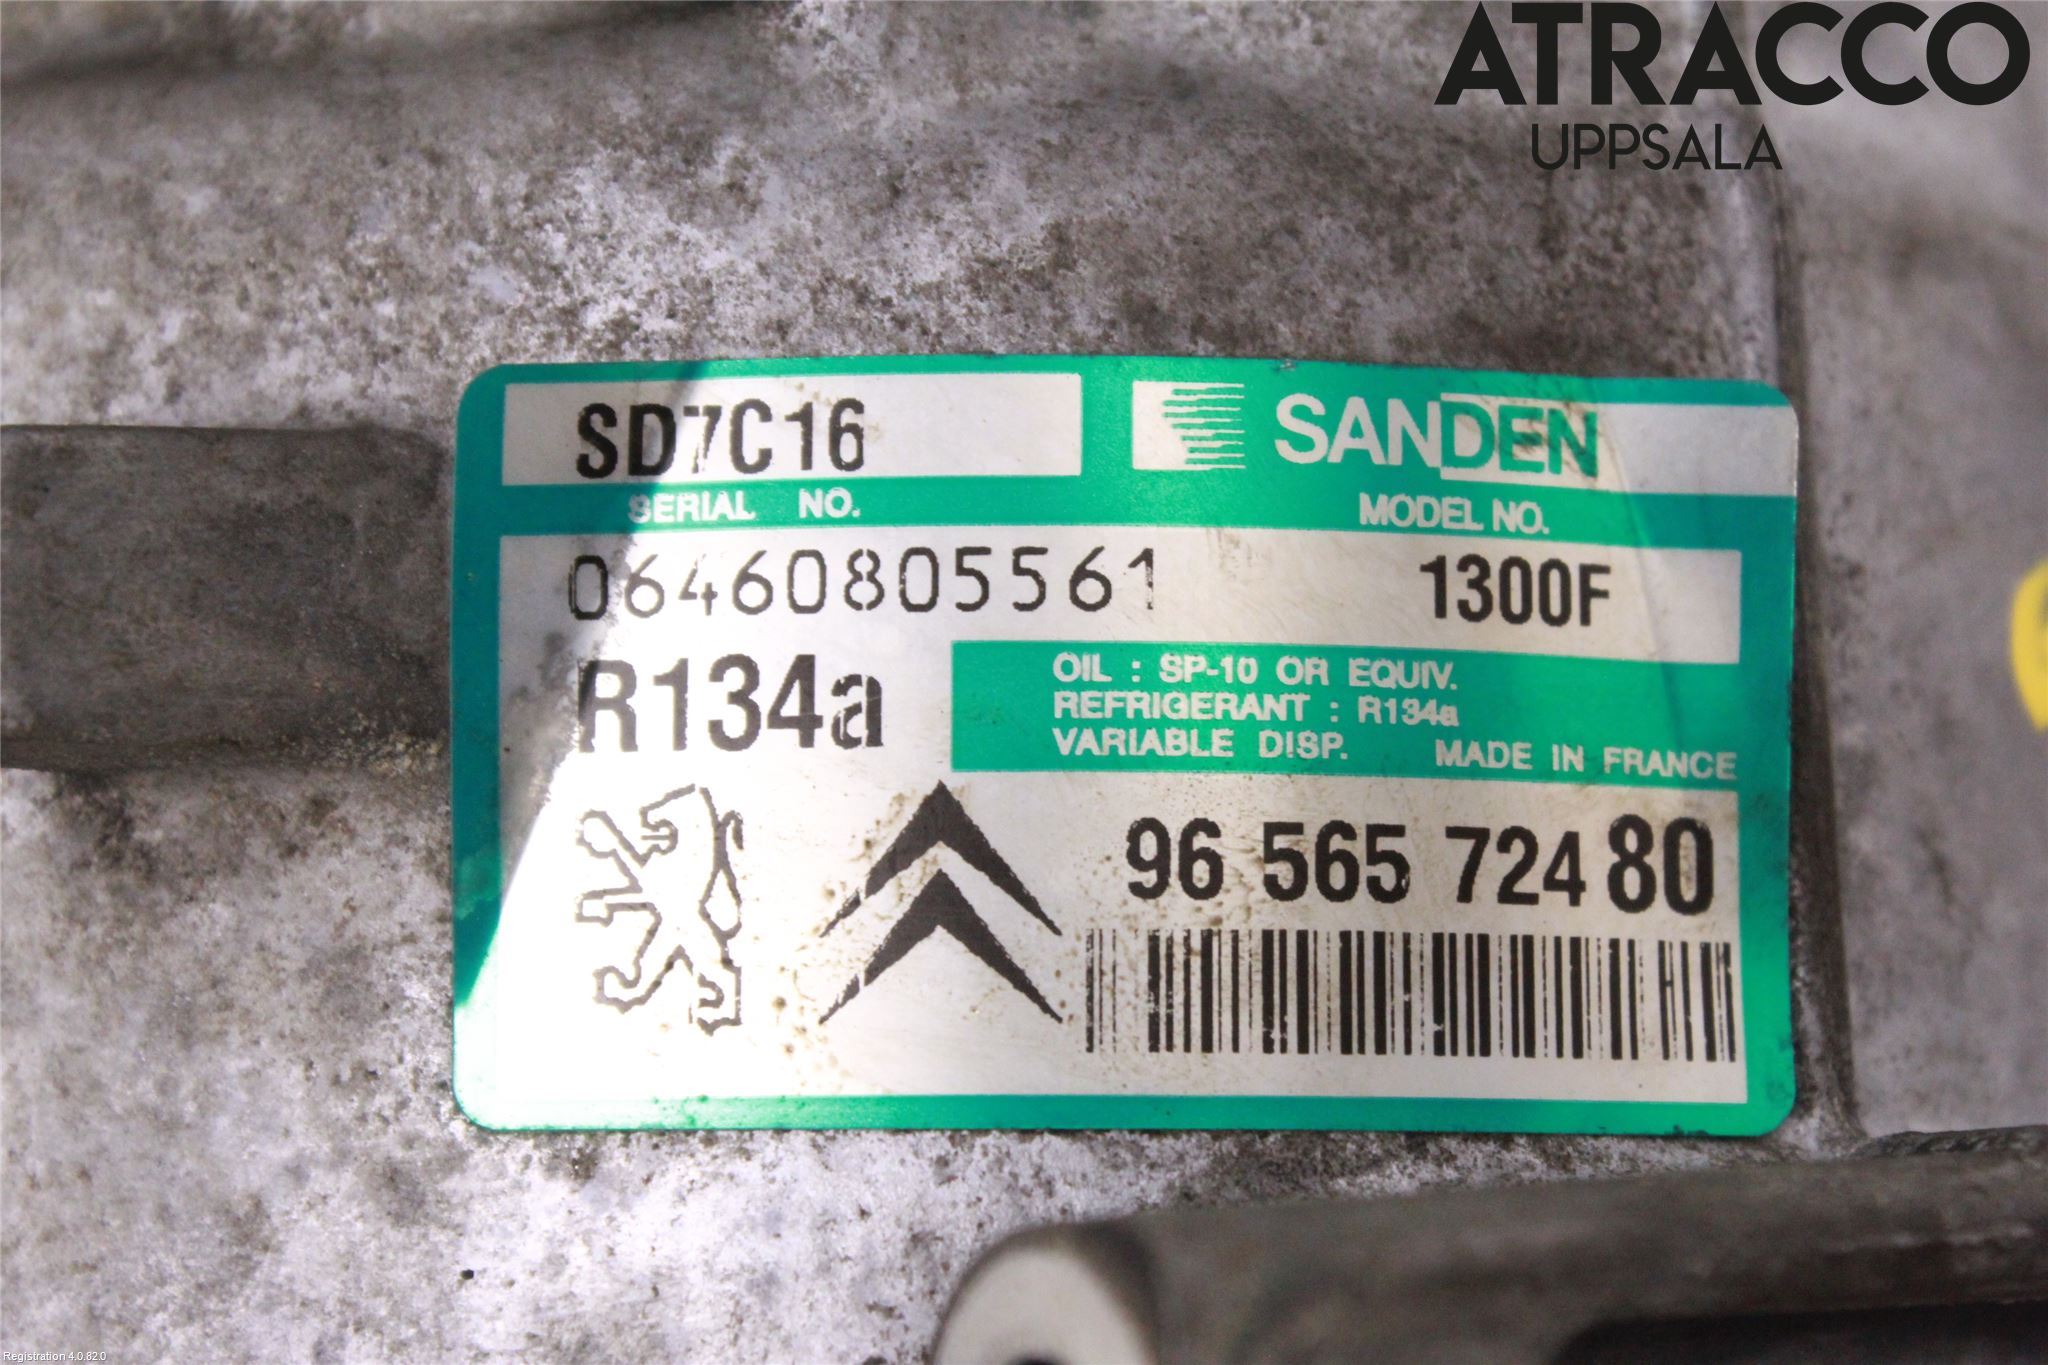 ATRACCO
UPPSALA
SD7C16
SANDEN
SERIAL NO.
MODEL NO.
06460805561
1300F
R134a
OIL : SP-10 OR EQUIV.
REFRIGERANT : R134a
VARIABLE DISP. MADE IN FRANCE
96 565 724 80
Registration 4.0.82.0